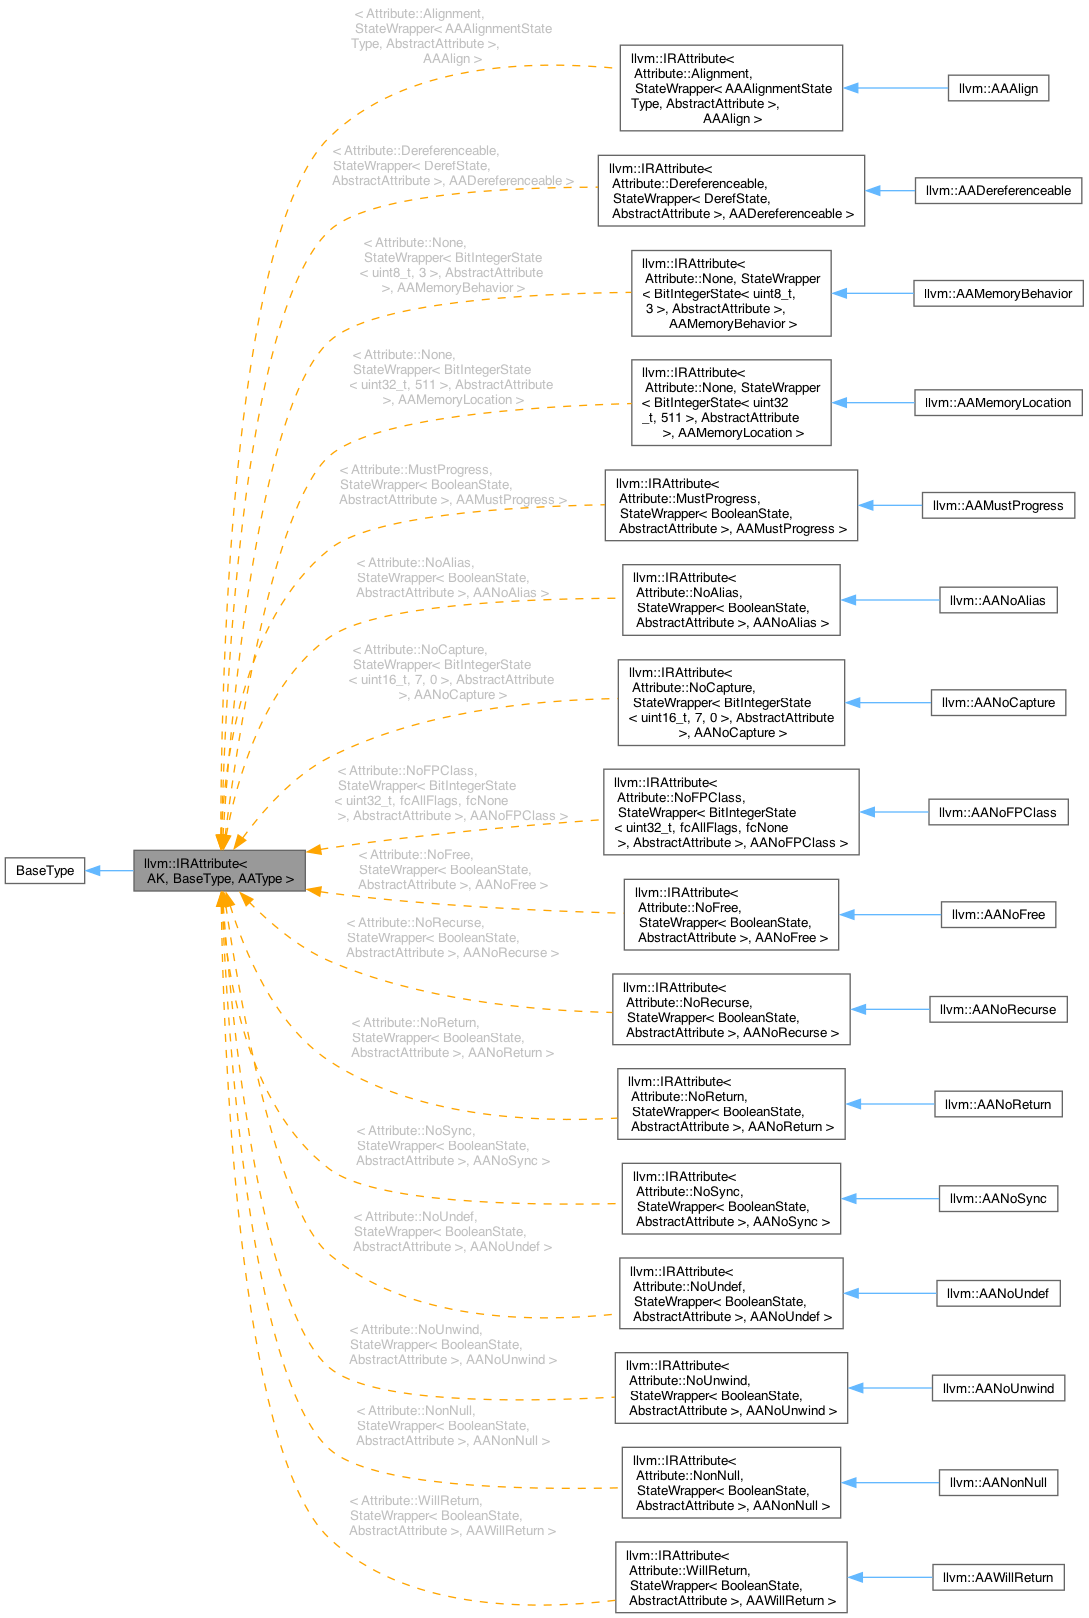 BaseType
llvm::IRAttribute<
AK, BaseType, AAType >
< Attribute::Alignment,
StateWrapper< AAAlignmentState
Type, AbstractAttribute >,
AAAlign >
llvm::IRAttribute<
Attribute::Alignment,
StateWrapper< AAAlignmentState
Type, AbstractAttribute >,
AAAlign >
llvm::AAAlign
< Attribute::Dereferenceable,
StateWrapper< DerefState,
AbstractAttribute >, AADereferenceable >
llvm::IRAttribute<
Attribute::Dereferenceable,
StateWrapper< DerefState,
AbstractAttribute >, AADereferenceable >
llvm::AADereferenceable
< Attribute::None,
StateWrapper< BitIntegerState
< uint8_t, 3 >, AbstractAttribute
>, AAMemoryBehavior >
llvm::IRAttribute<
Attribute::None, StateWrapper
< BitIntegerState< uint8_t,
3 >, AbstractAttribute >,
AAMemoryBehavior >
llvm::AAMemoryBehavior
< Attribute::None,
StateWrapper< BitIntegerState
< uint32_t, 511 >, AbstractAttribute
>, AAMemoryLocation >
llvm::IRAttribute<
Attribute::None, StateWrapper
< BitIntegerState< uint32
_t, 511 >, AbstractAttribute
>, AAMemoryLocation >
llvm::AAMemoryLocation
< Attribute::MustProgress,
StateWrapper< BooleanState,
AbstractAttribute >, AAMustProgress >
llvm::IRAttribute<
Attribute::MustProgress,
StateWrapper< BooleanState,
AbstractAttribute >, AAMustProgress >
llvm::AAMustProgress
< Attribute::NoAlias,
StateWrapper< BooleanState,
AbstractAttribute >, AANoAlias >
llvm::IRAttribute<
Attribute::NoAlias,
StateWrapper< BooleanState,
AbstractAttribute >, AANoAlias >
llvm::AANoAlias
< Attribute::NoCapture,
StateWrapper< BitIntegerState
< uint16_t, 7, 0 >, AbstractAttribute
>, AANoCapture >
llvm::IRAttribute<
Attribute::NoCapture,
StateWrapper< BitIntegerState
< uint16_t, 7, 0 >, AbstractAttribute
>, AANoCapture >
llvm::AANoCapture
< Attribute::NoFPClass,
StateWrapper< BitIntegerState
< uint32_t, fcAllFlags, fcNone
>, AbstractAttribute >, AANoFPClass >
llvm::IRAttribute<
Attribute::NoFPClass,
StateWrapper< BitIntegerState
< uint32_t, fcAllFlags, fcNone
>, AbstractAttribute >, AANoFPClass >
llvm::AANoFPClass
< Attribute::NoFree,
StateWrapper< BooleanState,
AbstractAttribute >, AANoFree >
llvm::IRAttribute<
Attribute::NoFree,
StateWrapper< BooleanState,
AbstractAttribute >, AANoFree >
llvm::AANoFree
< Attribute::NoRecurse,
StateWrapper< BooleanState,
AbstractAttribute >, AANoRecurse >
llvm::IRAttribute<
Attribute::NoRecurse,
StateWrapper< BooleanState,
AbstractAttribute >, AANoRecurse >
llvm::AANoRecurse
< Attribute::NoReturn,
StateWrapper< BooleanState,
AbstractAttribute >, AANoReturn >
llvm::IRAttribute<
Attribute::NoReturn,
StateWrapper< BooleanState,
AbstractAttribute >, AANoReturn >
llvm::AANoReturn
< Attribute::NoSync,
StateWrapper< BooleanState,
AbstractAttribute >, AANoSync >
llvm::IRAttribute<
Attribute::NoSync,
StateWrapper< BooleanState,
AbstractAttribute >, AANoSync >
llvm::AANoSync
< Attribute::NoUndef,
StateWrapper< BooleanState,
AbstractAttribute >, AANoUndef >
llvm::IRAttribute<
Attribute::NoUndef,
StateWrapper< BooleanState,
AbstractAttribute >, AANoUndef >
llvm::AANoUndef
< Attribute::NoUnwind,
StateWrapper< BooleanState,
AbstractAttribute >, AANoUnwind >
llvm::IRAttribute<
Attribute::NoUnwind,
StateWrapper< BooleanState,
AbstractAttribute >, AANoUnwind >
llvm::AANoUnwind
< Attribute::NonNull,
StateWrapper< BooleanState,
AbstractAttribute >, AANonNull >
llvm::IRAttribute<
Attribute::NonNull,
StateWrapper< BooleanState,
AbstractAttribute >, AANonNull >
llvm::AANonNull
< Attribute::WillReturn,
StateWrapper< BooleanState,
AbstractAttribute >, AAWillReturn >
llvm::IRAttribute<
Attribute::WillReturn,
StateWrapper< BooleanState,
AbstractAttribute >, AAWillReturn >
llvm::AAWillReturn